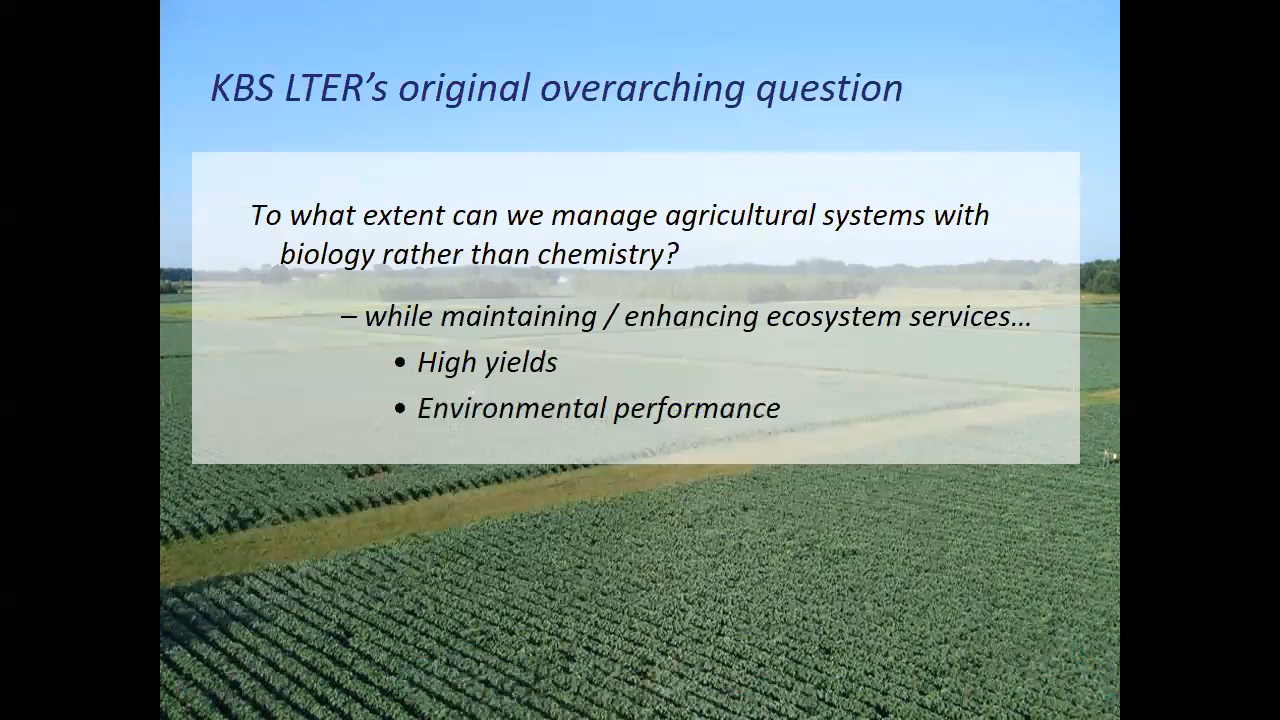 KBS LTER’s original overarching question
To what extent can we manage agricultural systems with
biology rather than chemistry?
– while maintaining / enhancing ecosystem services…
• High yields
• Environmental performance